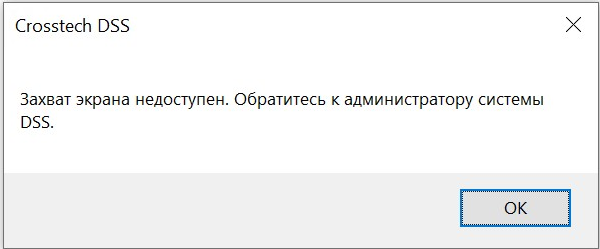 Crosstech DSS
Захват экрана недоступен. Обратитесь к администратору системы
DSS.
OK